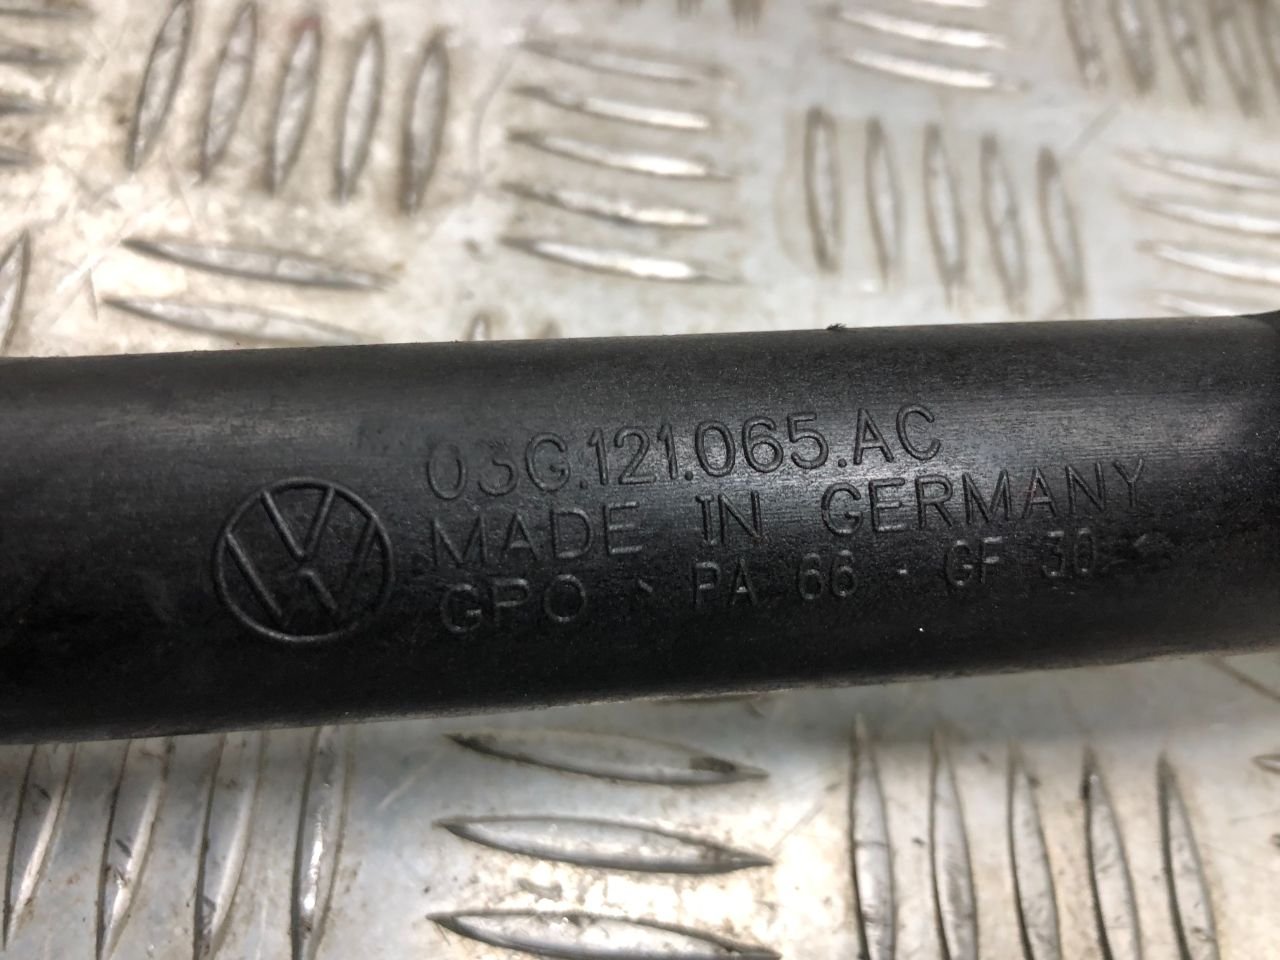 03G.121.065.AC
MADE IN GERMANY
GPO > PA 66 - GF 30 <